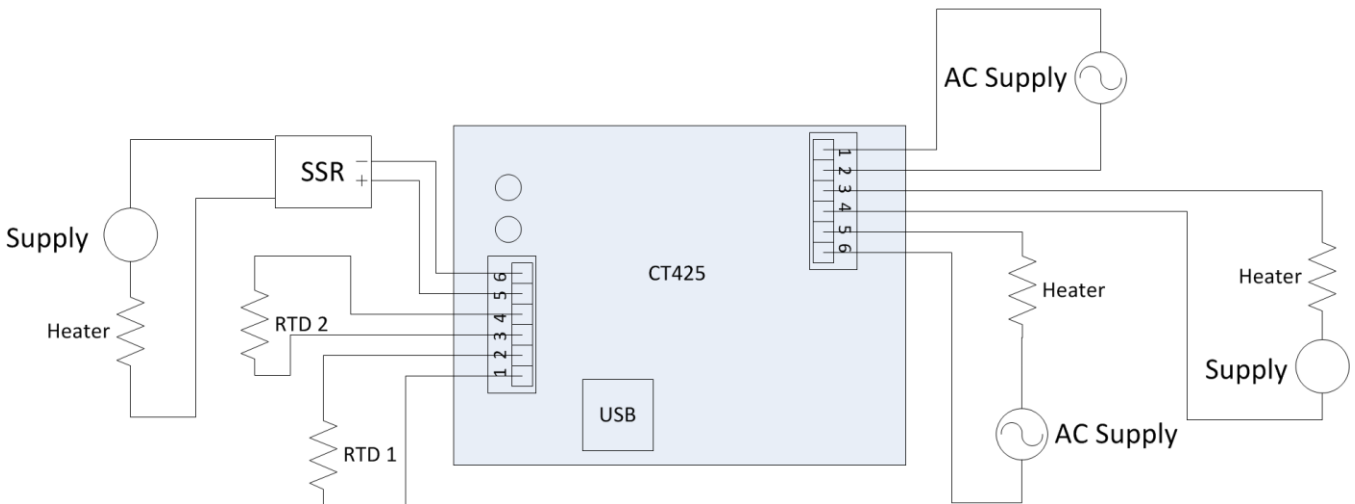 AC Supply
SSR
−
+
1
2
3
4
5
6
Supply
CT425
6
5
4
3
2
1
Heater
Heater
RTD 2
Heater
Supply
USB
AC Supply
RTD 1